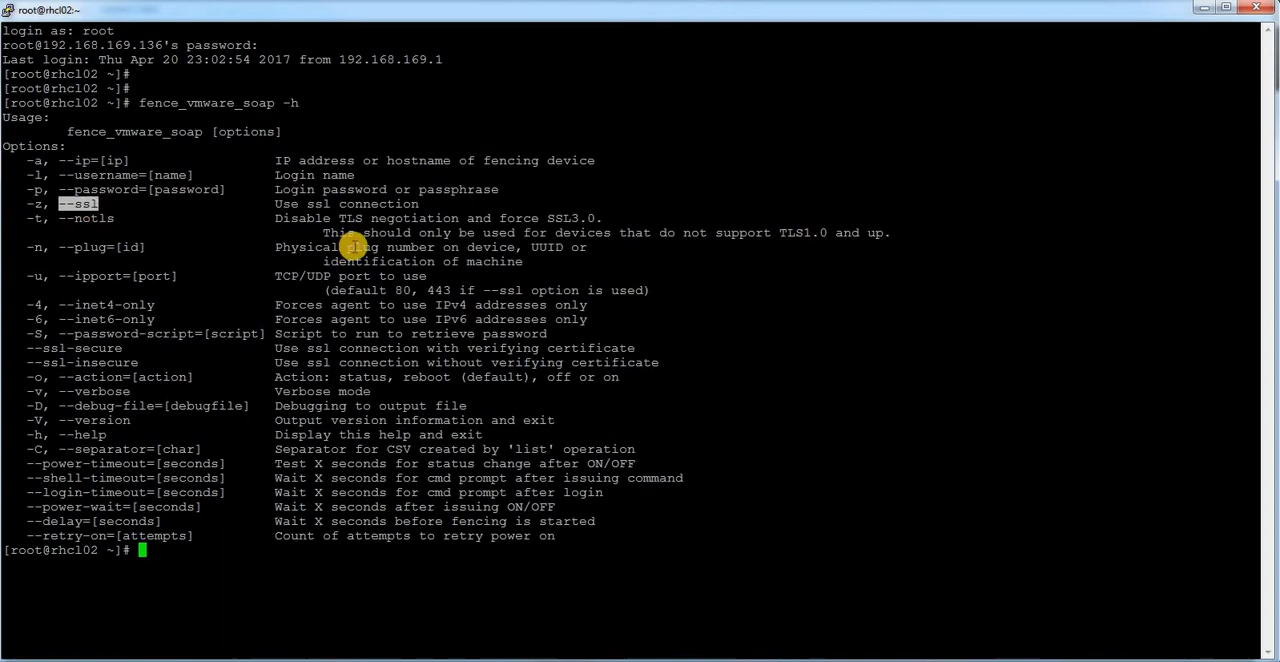 root@rhcl02:~
login as: root
root@192.168.169.136's password:
Last login: Thu Apr 20 23:02:54 2017 from 192.168.169.1
[root@rhcl02 ~]#
[root@rhcl02 ~]#
[root@rhcl02 ~]# fence_vmware_soap -h
Usage:
        fence_vmware_soap [options]
Options:
   -a, --ip=[ip]                  IP address or hostname of fencing device
   -l, --username=[name]          Login name
   -p, --password=[password]      Login password or passphrase
   -z, --ssl                      Use ssl connection
   -t, --notls                    Disable TLS negotiation and force SSL3.0.
                                        This should only be used for devices that do not support TLS1.0 and up.
   -n, --plug=[id]                Physical plug number on device, UUID or
                                        identification of machine
   -u, --ipport=[port]            TCP/UDP port to use
                                        (default 80, 443 if --ssl option is used)
   -4, --inet4-only               Forces agent to use IPv4 addresses only
   -6, --inet6-only               Forces agent to use IPv6 addresses only
   -S, --password-script=[script] Script to run to retrieve password
   --ssl-secure                   Use ssl connection with verifying certificate
   --ssl-insecure                 Use ssl connection without verifying certificate
   -o, --action=[action]          Action: status, reboot (default), off or on
   -v, --verbose                  Verbose mode
   -D, --debug-file=[debugfile]   Debugging to output file
   -V, --version                  Output version information and exit
   -h, --help                     Display this help and exit
   -C, --separator=[char]         Separator for CSV created by 'list' operation
   --power-timeout=[seconds]      Test X seconds for status change after ON/OFF
   --shell-timeout=[seconds]      Wait X seconds for cmd prompt after issuing command
   --login-timeout=[seconds]      Wait X seconds for cmd prompt after login
   --power-wait=[seconds]         Wait X seconds after issuing ON/OFF
   --delay=[seconds]              Wait X seconds before fencing is started
   --retry-on=[attempts]          Count of attempts to retry power on
[root@rhcl02 ~]#